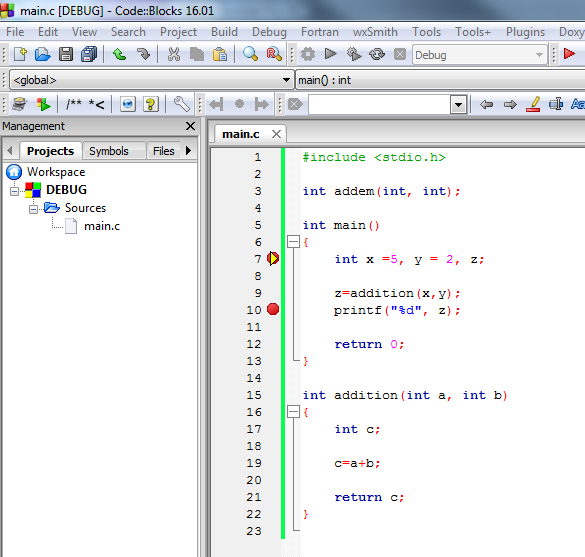 main.c [DEBUG] - Code::Blocks 16.01
File Edit View Search Project Build Debug Fortran wxSmith Tools Tools+ Plugins Doxy
Debug
<global> main() : int
/** *<
Management
Projects Symbols Files
main.c
Workspace
DEBUG
Sources
main.c
1 #include <stdio.h>
2
3 int addem(int, int);
4
5 int main()
6 {
7 int x =5, y = 2, z;
8
9 z=addition(x,y);
10 printf("%d", z);
11
12 return 0;
13 }
14
15 int addition(int a, int b)
16 {
17 int c;
18
19 c=a+b;
20
21 return c;
22 }
23